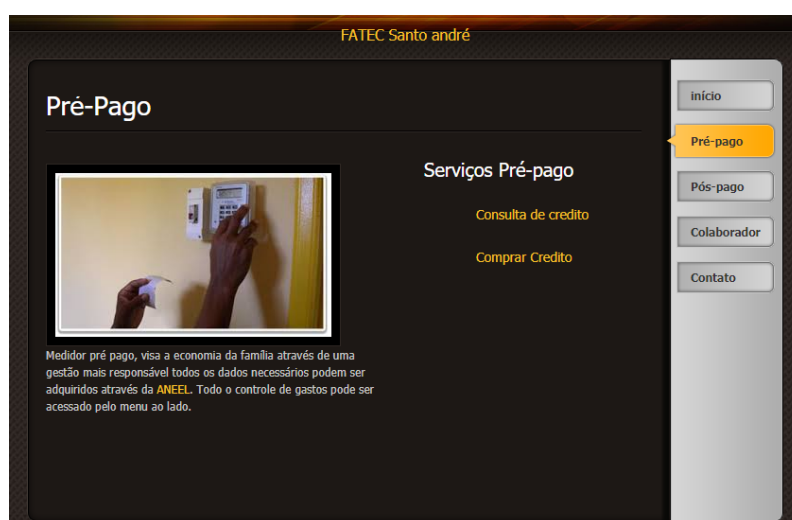 FATEC Santo andré
Pré-Pago
Serviços Pré-pago
Consulta de credito
Comprar Credito
Medidor pré pago, visa a economia da família através de uma
gestão mais responsável todos os dados necessários podem ser
adquiridos através da ANEEL. Todo o controle de gastos pode ser
acessado pelo menu ao lado.
início
Pré-pago
Pós-pago
Colaborador
Contato